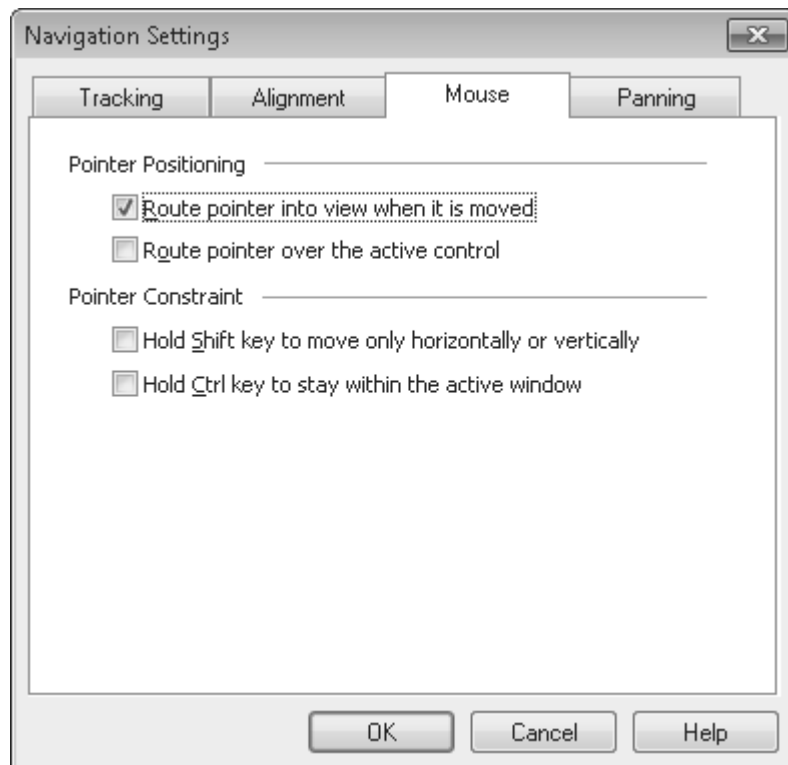 Navigation Settings
Tracking Alignment Mouse Panning
Pointer Positioning
Route pointer into view when it is moved
Route pointer over the active control
Pointer Constraint
Hold Shift key to move only horizontally or vertically
Hold Ctrl key to stay within the active window
OK Cancel Help